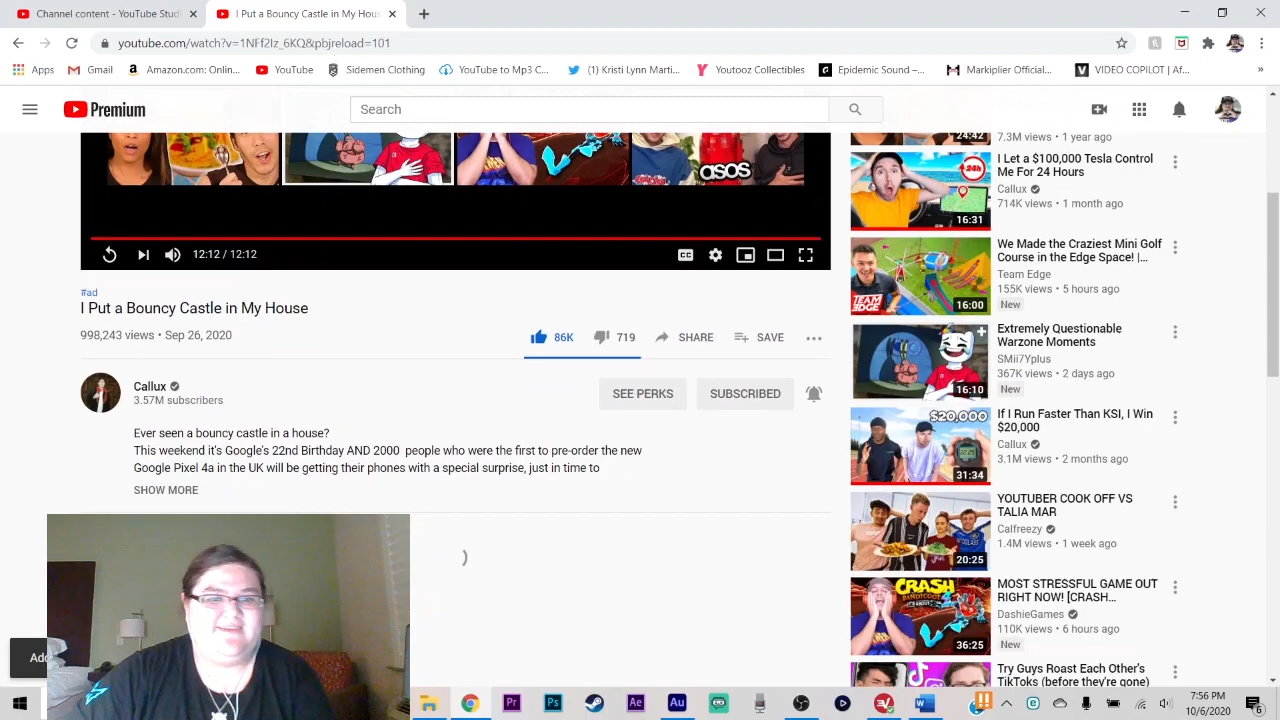 Channel content - YouTube Stud
I Put a Bouncy Castle in My Hous
youtube.com/watch?v=1NFf2Iz_6KQ&pbjreload=101
Apps
Gmail
Amazon.com: Onlin...
YouTube
Sidemen Clothing
YouTube to Mp3 C...
(1) Kristi Lynn Marti...
Youtooz Collectibles
Epidemic Sound –...
Markiplier Official...
VIDEO COPILOT | Af...
»
Premium
Search
24:42
7.3M views • 1 year ago
asos
12:12 / 12:12
CC
#ad
I Put a Bouncy Castle in My House
998,243 views • Sep 26, 2020
86K
719
SHARE
SAVE
Callux
3.57M subscribers
SEE PERKS
SUBSCRIBED
Ever seen a bouncy castle in a house?
This weekend it's Google's 22nd Birthday AND 2000 people who were the first to pre-order the new
Google Pixel 4a in the UK will be getting their phones with a special surprise, just in time to
SHOW MORE
24h
16:31
I Let a $100,000 Tesla Control
Me For 24 Hours
Callux
714K views • 1 month ago
TEAM
EDGE
16:00
We Made the Craziest Mini Golf
Course in the Edge Space! |...
Team Edge
155K views • 5 hours ago
New
16:10
Extremely Questionable
Warzone Moments
SMii7Yplus
367K views • 2 days ago
New
$20,000
31:34
If I Run Faster Than KSI, I Win
$20,000
Callux
3.1M views • 2 months ago
20:25
YOUTUBER COOK OFF VS
TALIA MAR
Calfreezy
1.4M views • 1 week ago
CRASH
BANDICOOT
IT'S ABOUT
36:25
MOST STRESSFUL GAME OUT
RIGHT NOW! [CRASH...
DashieGames
110K views • 6 hours ago
New
Try Guys Roast Each Other's
TikToks (before they're gone)
Pr
Ps
Ae
Au
7:56 PM
10/6/2020
6